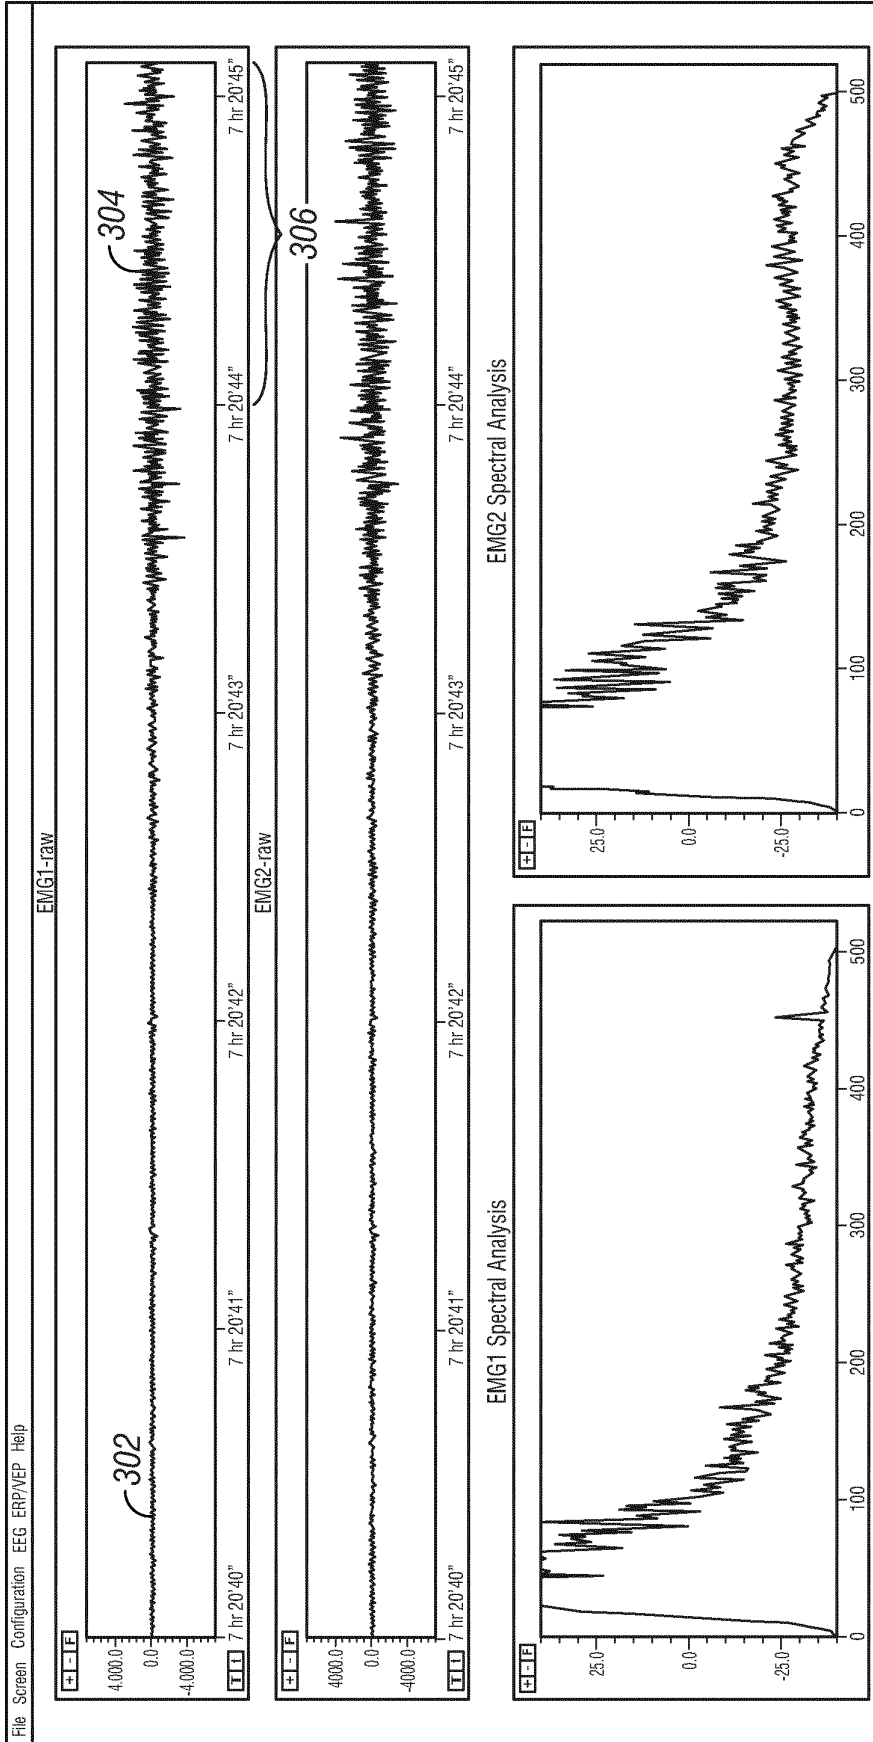 File Screen Configuration EEG ERP/VEP Help
EMG1-raw
+ - F
4.000.0
0.0
-4.000.0
T t
302
304
7 hr 20'40" 7 hr 20'41" 7 hr 20'42" 7 hr 20'43" 7 hr 20'44" 7 hr 20'45"
EMG2-raw
306
+ - F
4000.0
0.0
-4000.0
T t
7 hr 20'40" 7 hr 20'41" 7 hr 20'42" 7 hr 20'43" 7 hr 20'44" 7 hr 20'45"
EMG1 Spectral Analysis
+ - F
25.0
0.0
-25.0
0 100 200 300 400 500
EMG2 Spectral Analysis
+ - F
25.0
0.0
-25.0
0 100 200 300 400 500